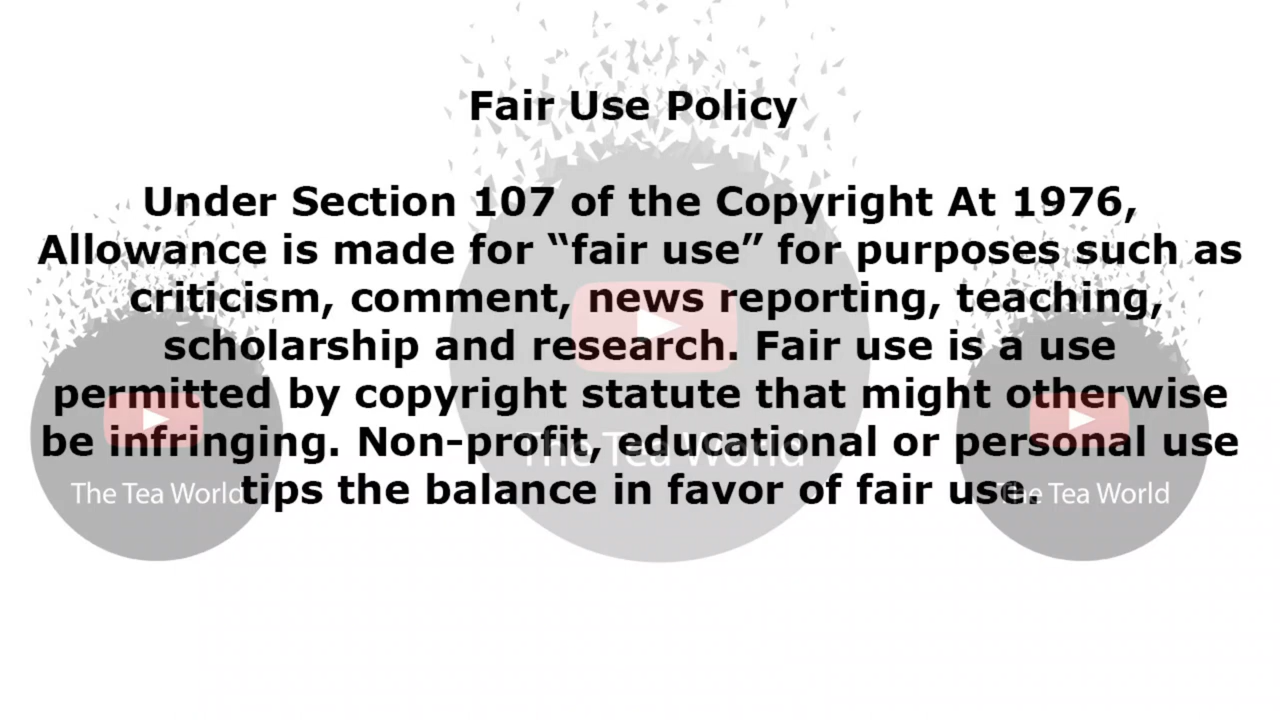 Fair Use Policy
Under Section 107 of the Copyright At 1976,
Allowance is made for “fair use” for purposes such as
criticism, comment, news reporting, teaching,
scholarship and research. Fair use is a use
permitted by copyright statute that might otherwise
be infringing. Non-profit, educational or personal use
tips the balance in favor of fair use.
The Tea World
The Tea World
The Tea World